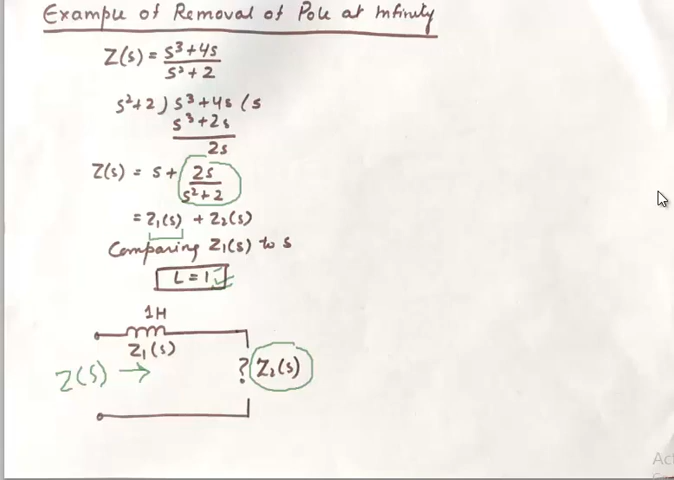 Example of Removal of Pole at Infinity
Z(s) = s³+4s / s²+2
s²+2 ) s³+4s ( s
s³+2s
2s
Z(s) = s + 2s / s²+2
= Z₁(s) + Z₂(s)
Comparing Z₁(s) to s
L = 1
1H
Z₁(s)
Z(s) →
? Z₂(s)